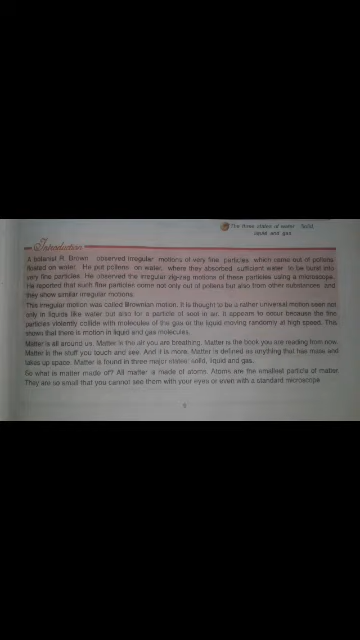 The three states of water : Solid,
liquid and gas
Introduction
A botanist R. Brown observed irregular motions of very fine particles which came out of pollens
floated on water. He put pollens on water, where they absorbed sufficient water to be burst into
very fine particles. He observed the irregular zig-zag motions of these particles using a microscope.
He reported that such fine particles come not only out of pollens but also from other substances and
they show similar irregular motions.
This irregular motion was called Brownian motion. It is thought to be a rather universal motion seen not
only in liquids like water but also for a particle of soot in air. It appears to occur because the fine
particles violently collide with molecules of the gas or the liquid moving randomly at high speed. This
shows that there is motion in liquid and gas molecules.
Matter is all around us. Matter is the air you are breathing. Matter is the book you are reading from now.
Matter is the stuff you touch and see. And it is more. Matter is defined as anything that has mass and
takes up space. Matter is found in three major states: solid, liquid and gas.
So what is matter made of? All matter is made of atoms. Atoms are the smallest particle of matter.
They are so small that you cannot see them with your eyes or even with a standard microscope.
9